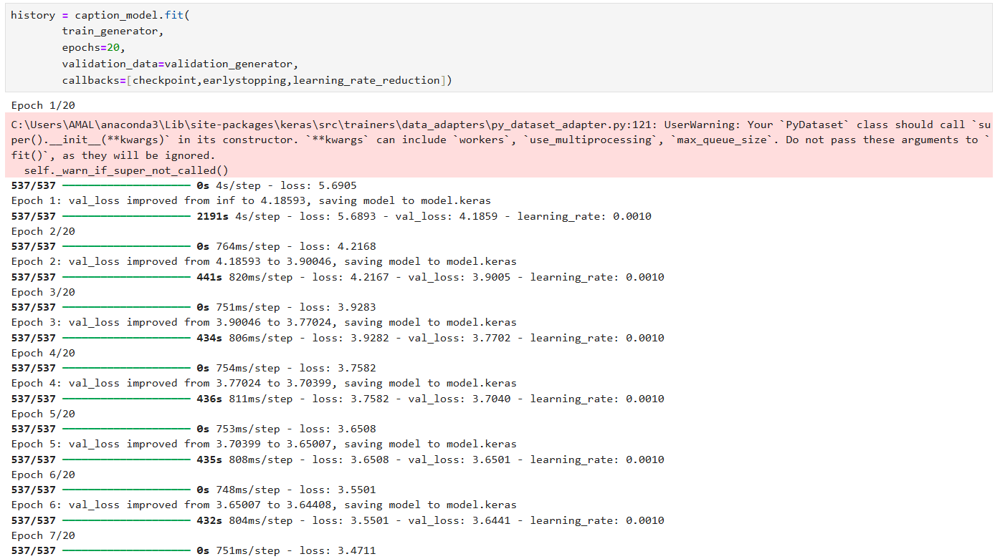 history = caption_model.fit(
        train_generator,
        epochs=20,
        validation_data=validation_generator,
        callbacks=[checkpoint,earlystopping,learning_rate_reduction])
Epoch 1/20
C:\Users\AMAL\anaconda3\Lib\site-packages\keras\src\trainers\data_adapters\py_dataset_adapter.py:121: UserWarning: Your `PyDataset` class should call `su
per().__init__(**kwargs)` in its constructor. `**kwargs` can include `workers`, `use_multiprocessing`, `max_queue_size`. Do not pass these arguments to `
fit()`, as they will be ignored.
  self._warn_if_super_not_called()
537/537 ━━━━━━━━━━━━━━━━━━━━ 0s 4s/step - loss: 5.6905
Epoch 1: val_loss improved from inf to 4.18593, saving model to model.keras
537/537 ━━━━━━━━━━━━━━━━━━━━ 2191s 4s/step - loss: 5.6893 - val_loss: 4.1859 - learning_rate: 0.0010
Epoch 2/20
537/537 ━━━━━━━━━━━━━━━━━━━━ 0s 764ms/step - loss: 4.2168
Epoch 2: val_loss improved from 4.18593 to 3.90046, saving model to model.keras
537/537 ━━━━━━━━━━━━━━━━━━━━ 441s 820ms/step - loss: 4.2167 - val_loss: 3.9005 - learning_rate: 0.0010
Epoch 3/20
537/537 ━━━━━━━━━━━━━━━━━━━━ 0s 751ms/step - loss: 3.9283
Epoch 3: val_loss improved from 3.90046 to 3.77024, saving model to model.keras
537/537 ━━━━━━━━━━━━━━━━━━━━ 434s 806ms/step - loss: 3.9282 - val_loss: 3.7702 - learning_rate: 0.0010
Epoch 4/20
537/537 ━━━━━━━━━━━━━━━━━━━━ 0s 754ms/step - loss: 3.7582
Epoch 4: val_loss improved from 3.77024 to 3.70399, saving model to model.keras
537/537 ━━━━━━━━━━━━━━━━━━━━ 436s 811ms/step - loss: 3.7582 - val_loss: 3.7040 - learning_rate: 0.0010
Epoch 5/20
537/537 ━━━━━━━━━━━━━━━━━━━━ 0s 753ms/step - loss: 3.6508
Epoch 5: val_loss improved from 3.70399 to 3.65007, saving model to model.keras
537/537 ━━━━━━━━━━━━━━━━━━━━ 435s 808ms/step - loss: 3.6508 - val_loss: 3.6501 - learning_rate: 0.0010
Epoch 6/20
537/537 ━━━━━━━━━━━━━━━━━━━━ 0s 748ms/step - loss: 3.5501
Epoch 6: val_loss improved from 3.65007 to 3.64408, saving model to model.keras
537/537 ━━━━━━━━━━━━━━━━━━━━ 432s 804ms/step - loss: 3.5501 - val_loss: 3.6441 - learning_rate: 0.0010
Epoch 7/20
537/537 ━━━━━━━━━━━━━━━━━━━━ 0s 751ms/step - loss: 3.4711